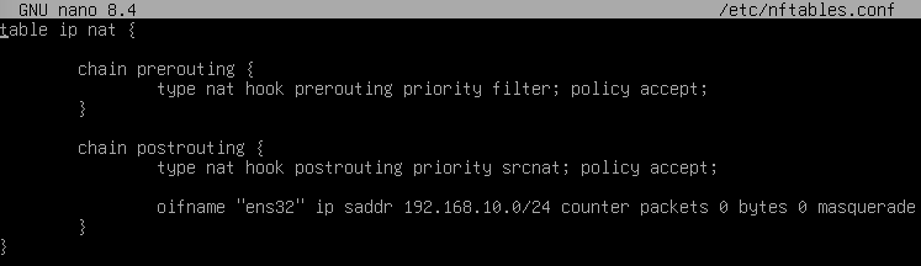 GNU nano 8.4 /etc/nftables.conf
table ip nat {
chain prerouting {
type nat hook prerouting priority filter; policy accept;
}
chain postrouting {
type nat hook postrouting priority srcnat; policy accept;
oifname "ens32" ip saddr 192.168.10.0/24 counter packets 0 bytes 0 masquerade
}
}